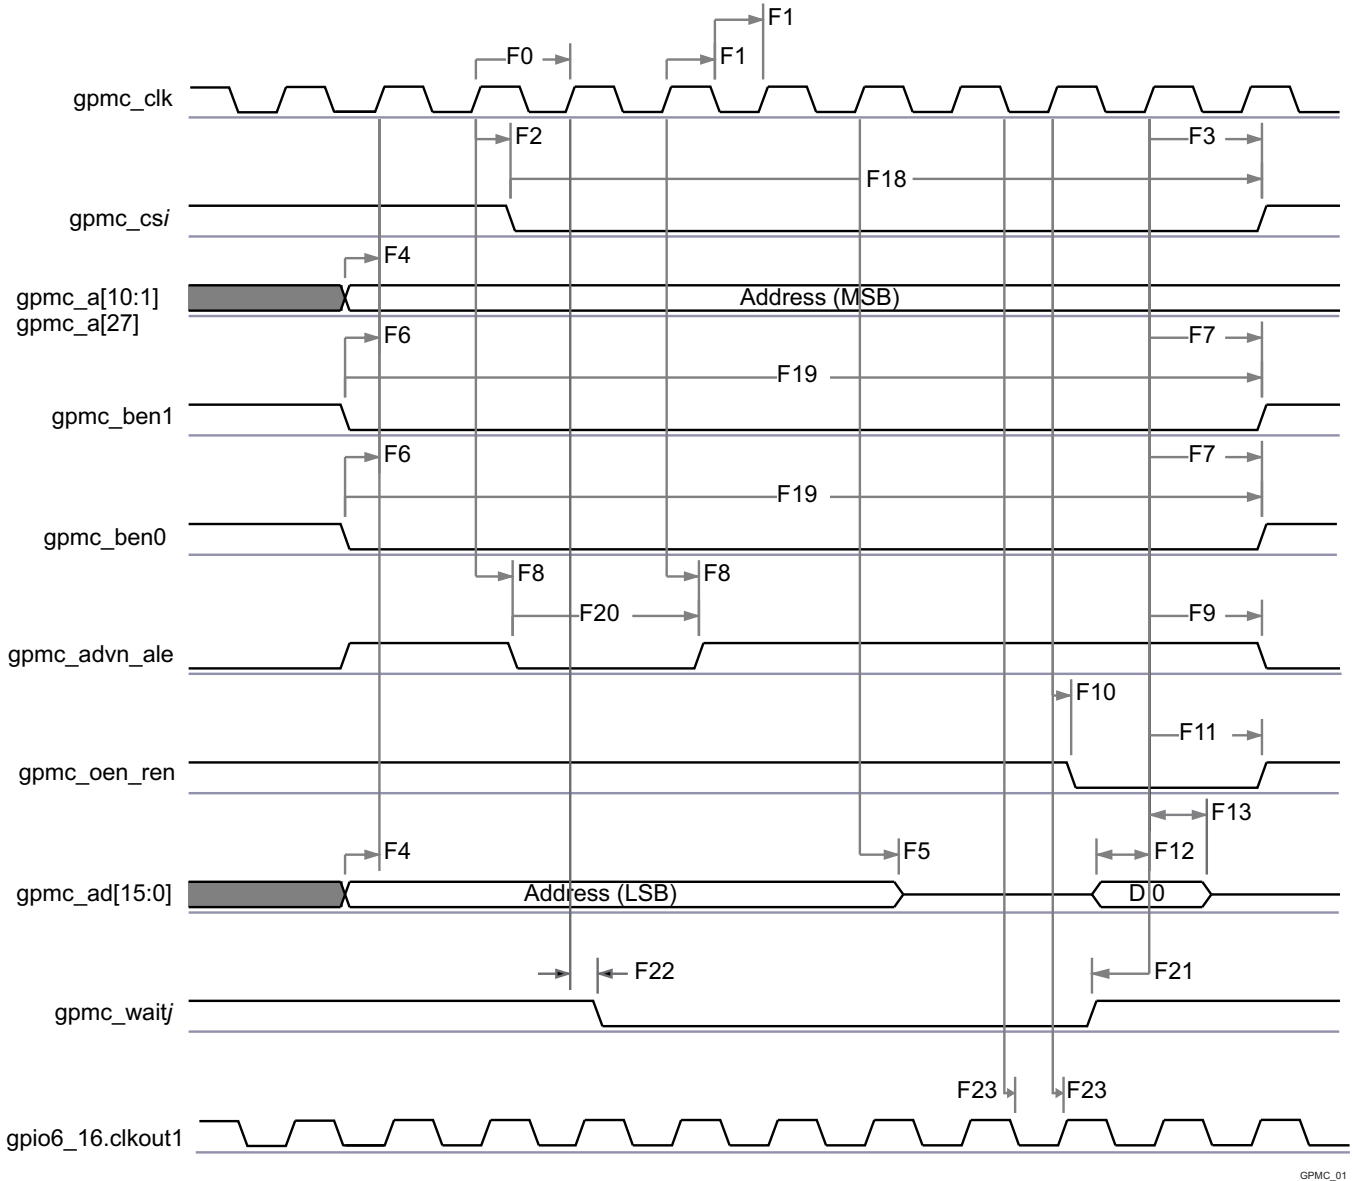 F1
F0
F1
gpmc_clk
F2
F3
F18
gpmc_csi
F4
gpmc_a[10:1]
Address (MSB)
gpmc_a[27]
F6
F7
F19
gpmc_ben1
F6
F7
F19
gpmc_ben0
F8
F8
F20
F9
gpmc_advn_ale
F10
F11
gpmc_oen_ren
F13
F4
F5
F12
gpmc_ad[15:0]
Address (LSB)
D 0
F22
F21
gpmc_waitj
F23
F23
gpio6_16.clkout1
GPMC_01